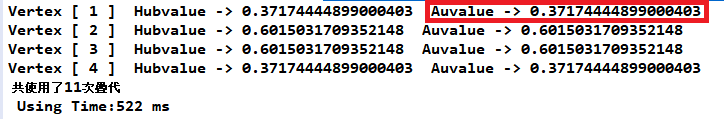 Vertex [ 1 ]  Hubvalue -> 0.37174444899000403   Auvalue -> 0.37174444899000403
Vertex [ 2 ]  Hubvalue -> 0.6015031709352148   Auvalue -> 0.6015031709352148
Vertex [ 3 ]  Hubvalue -> 0.6015031709352148   Auvalue -> 0.6015031709352148
Vertex [ 4 ]  Hubvalue -> 0.37174444899000403   Auvalue -> 0.37174444899000403
共使用了11次疊代
Using Time:522 ms